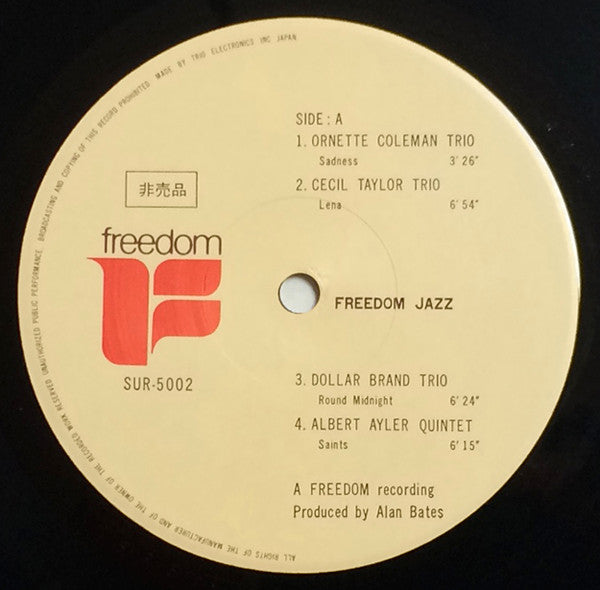 ALL RIGHTS OF THE MANUFACTURER AND OF THE OWNER OF THE RECORDED WORK RESERVED UNAUTHORIZED PUBLIC PERFORMANCE. BROADCASTING AND COPYING OF THIS RECORD PROHIBITED MADE BY TRIO ELECTRONICS INC JAPAN
非売品
freedom
SUR-5002
SIDE : A
1. ORNETTE COLEMAN TRIO
Sadness 3' 26"
2. CECIL TAYLOR TRIO
Lena 6' 54"
FREEDOM JAZZ
3. DOLLAR BRAND TRIO
Round Midnight 6' 24"
4. ALBERT AYLER QUINTET
Saints 6' 15"
A FREEDOM recording
Produced by Alan Bates